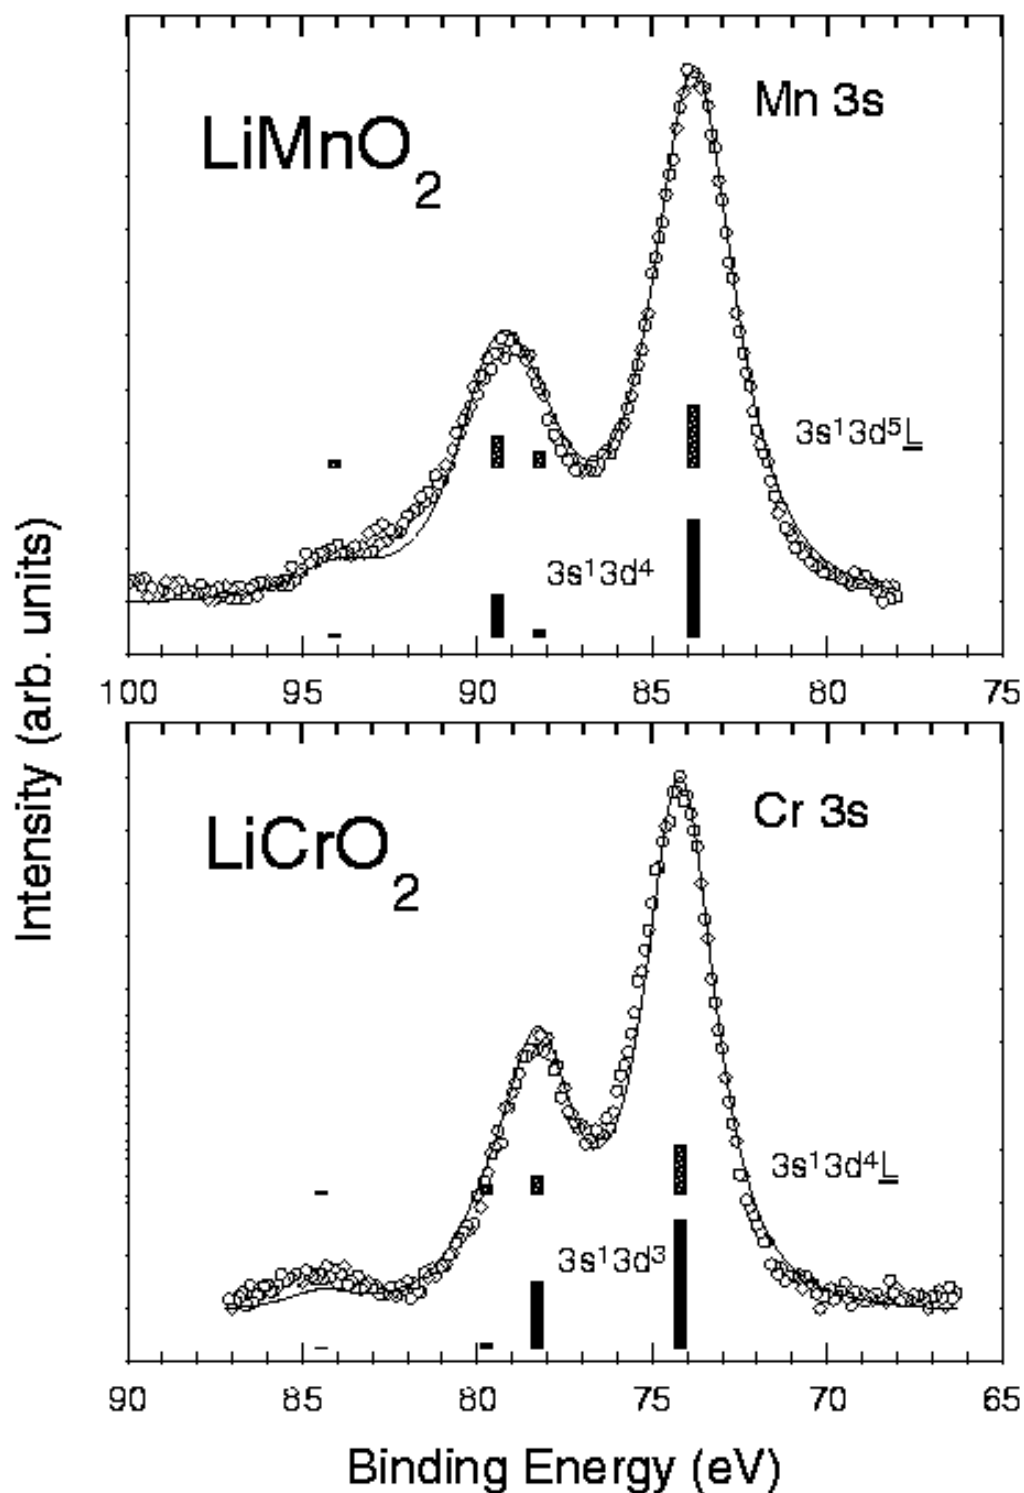 Mn 3s
LiMnO₂
3s¹3d⁵L
3s¹3d⁴
100 95 90 85 80 75
Intensity (arb. units)
Cr 3s
LiCrO₂
3s¹3d⁴L
3s¹3d³
90 85 80 75 70 65
Binding Energy (eV)